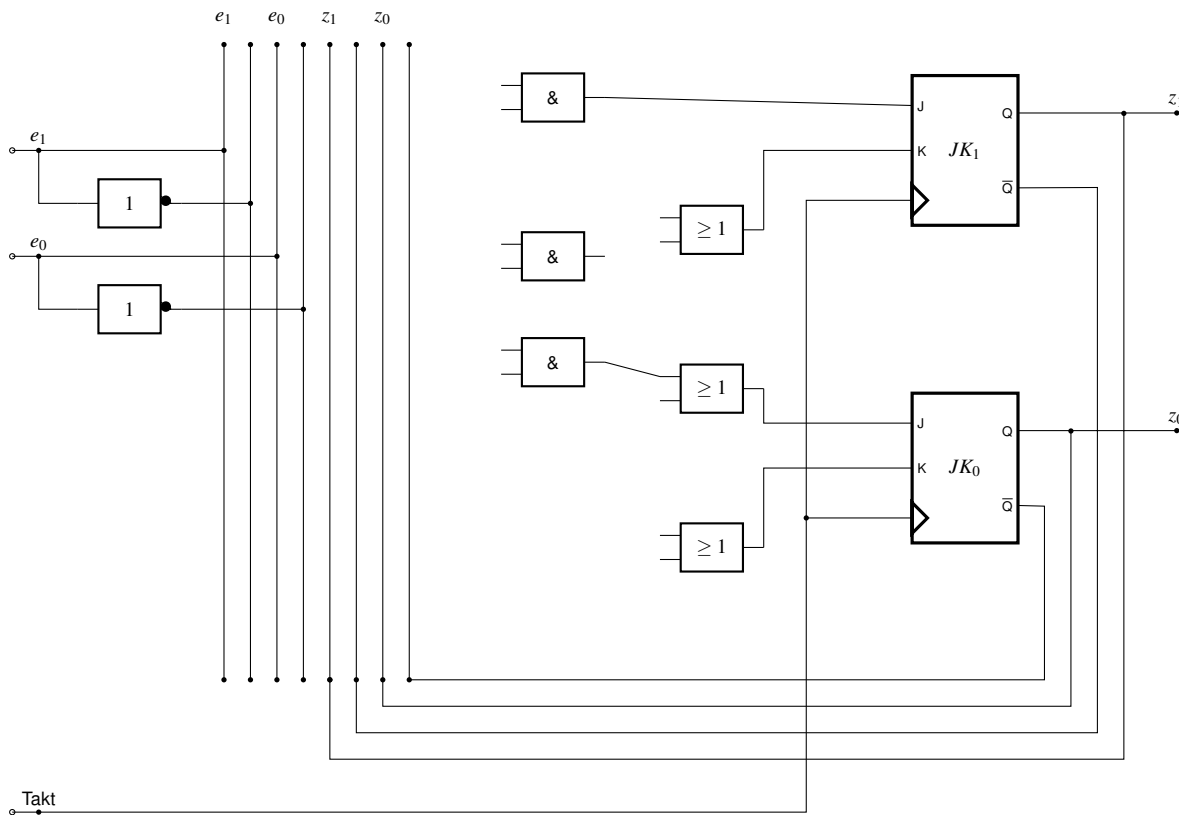 e₁ e₀ z₁ z₀
&
J Q
z₁
e₁
K JK₁
1
Q̅
≥ 1
e₀
&
1
&
≥ 1
J Q
z₀
K JK₀
Q̅
≥ 1
Takt